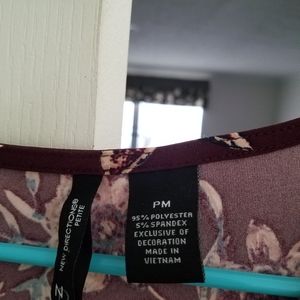 NEW DIRECTIONS®
PETITE
PM
95% POLYESTER
5% SPANDEX
EXCLUSIVE OF
DECORATION
MADE IN
VIETNAM